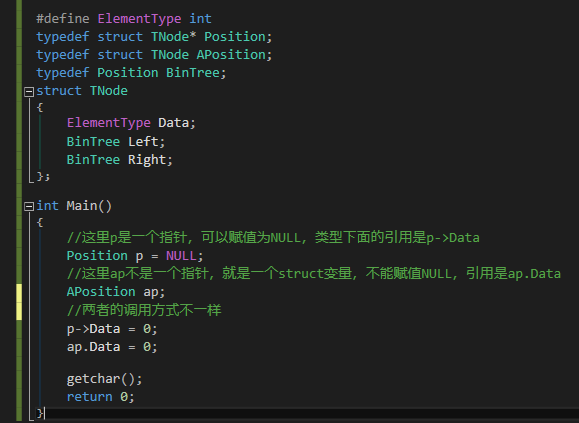 #define ElementType int
typedef struct TNode* Position;
typedef struct TNode APosition;
typedef Position BinTree;
struct TNode
{
ElementType Data;
BinTree Left;
BinTree Right;
};
int Main()
{
//这里p是一个指针，可以赋值为NULL，类型下面的引用是p->Data
Position p = NULL;
//这里ap不是一个指针，就是一个struct变量，不能赋值NULL，引用是ap.Data
APosition ap;
//两者的调用方式不一样
p->Data = 0;
ap.Data = 0;
getchar();
return 0;
}